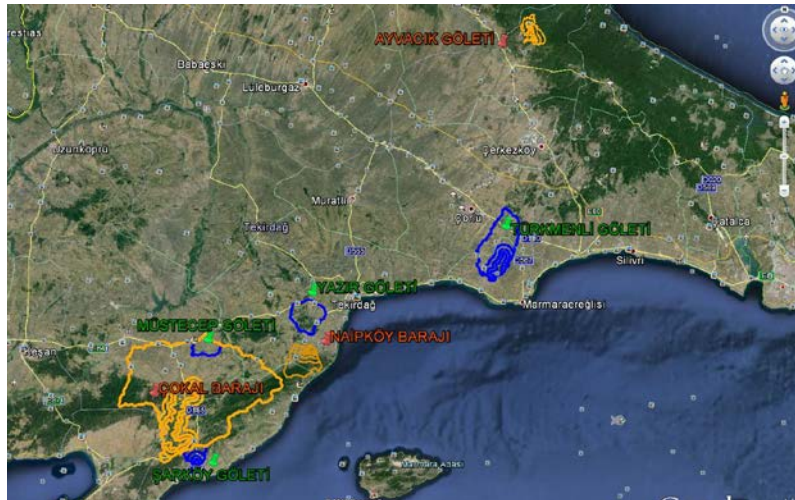 AYVACIK GÖLETİ
Babaeski
Lüleburgaz
Uzunköprü
Çerkezköy
Muratlı
Çorlu
Çatalca
TÜRKMENLİ GÖLETİ
Tekirdağ
Silivri
YAZIR GÖLETİ
Tekirdağ
Marmaraereğlisi
MÜSTECEP GÖLETİ
NAİPKÖY BARAJI
Keşan
ÇOKAL BARAJI
ŞARKÖY GÖLETİ
Marmara Adası